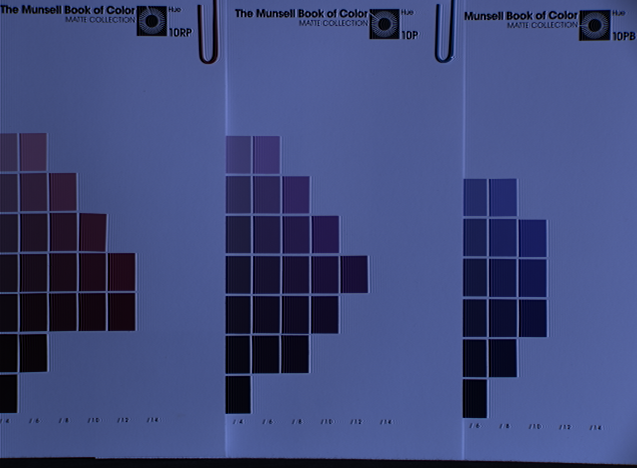 The Munsell Book of Color
MATTE COLLECTION
Hue
10RP
/4 /6 /8 /10 /12 /14
The Munsell Book of Color
MATTE COLLECTION
Hue
10P
/4 /6 /8 /10 /12 /14
Munsell Book of Color
MATTE COLLECTION
Hue
10PB
/6 /8 /10 /12 /14